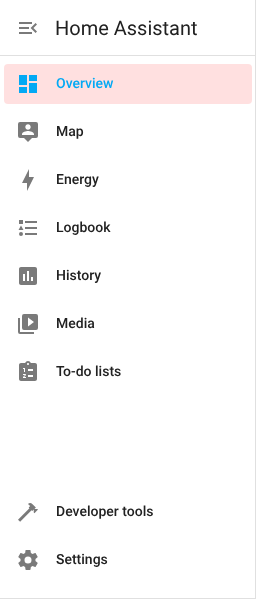 Home Assistant
Overview
Map
Energy
Logbook
History
Media
To-do lists
Developer tools
Settings